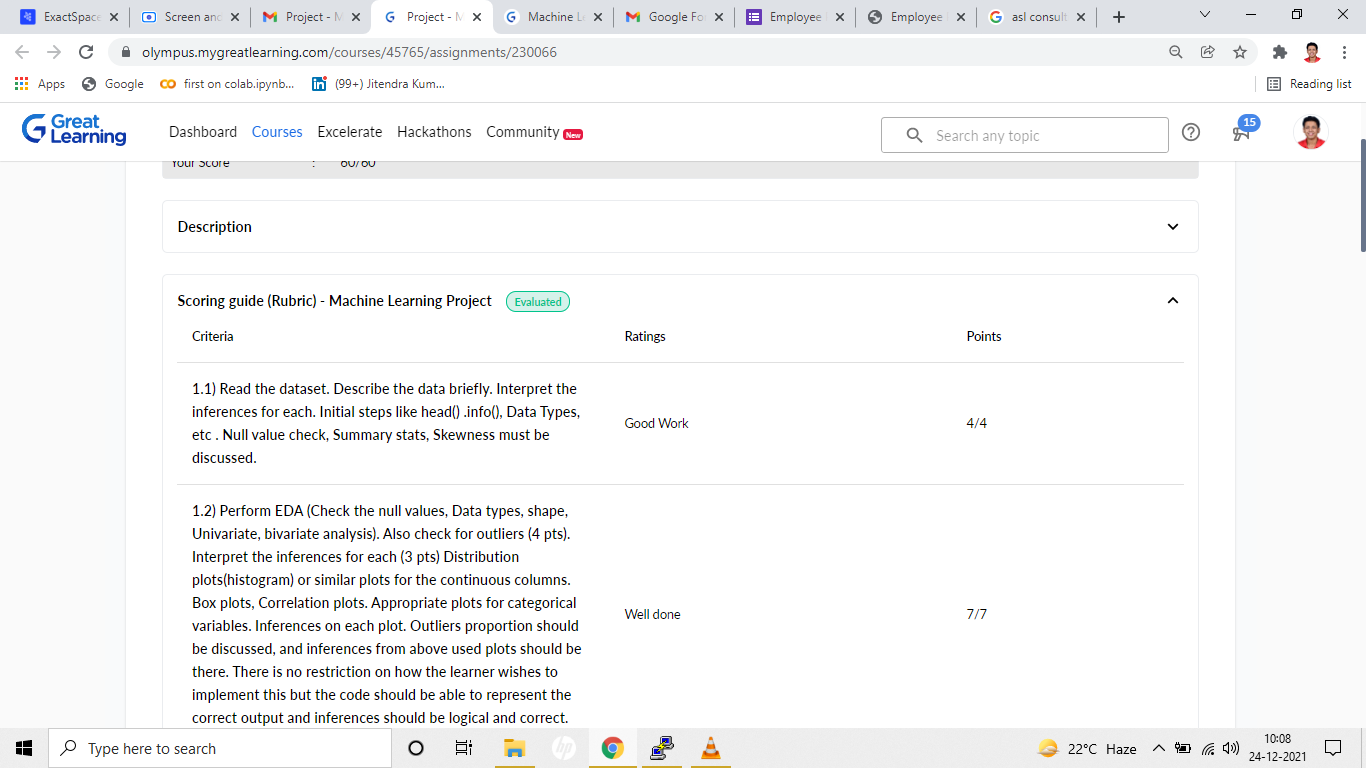 ExactSpace
Screen and
Project - M
Project - M
Machine Le
Google For
Employee
Employee
asl consult
olympus.mygreatlearning.com/courses/45765/assignments/230066
Apps
Google
first on colab.ipynb...
(99+) Jitendra Kum...
Reading list
Great
Learning
Dashboard
Courses
Excelerate
Hackathons
Community New
Search any topic
15
Your Score : 60/60
Description
Scoring guide (Rubric) - Machine Learning Project Evaluated
Criteria
Ratings
Points
1.1) Read the dataset. Describe the data briefly. Interpret the
inferences for each. Initial steps like head() .info(), Data Types,
etc . Null value check, Summary stats, Skewness must be
discussed.
Good Work
4/4
1.2) Perform EDA (Check the null values, Data types, shape,
Univariate, bivariate analysis). Also check for outliers (4 pts).
Interpret the inferences for each (3 pts) Distribution
plots(histogram) or similar plots for the continuous columns.
Box plots, Correlation plots. Appropriate plots for categorical
variables. Inferences on each plot. Outliers proportion should
be discussed, and inferences from above used plots should be
there. There is no restriction on how the learner wishes to
implement this but the code should be able to represent the
correct output and inferences should be logical and correct.
Well done
7/7
Type here to search
hp
22°C Haze
10:08
24-12-2021